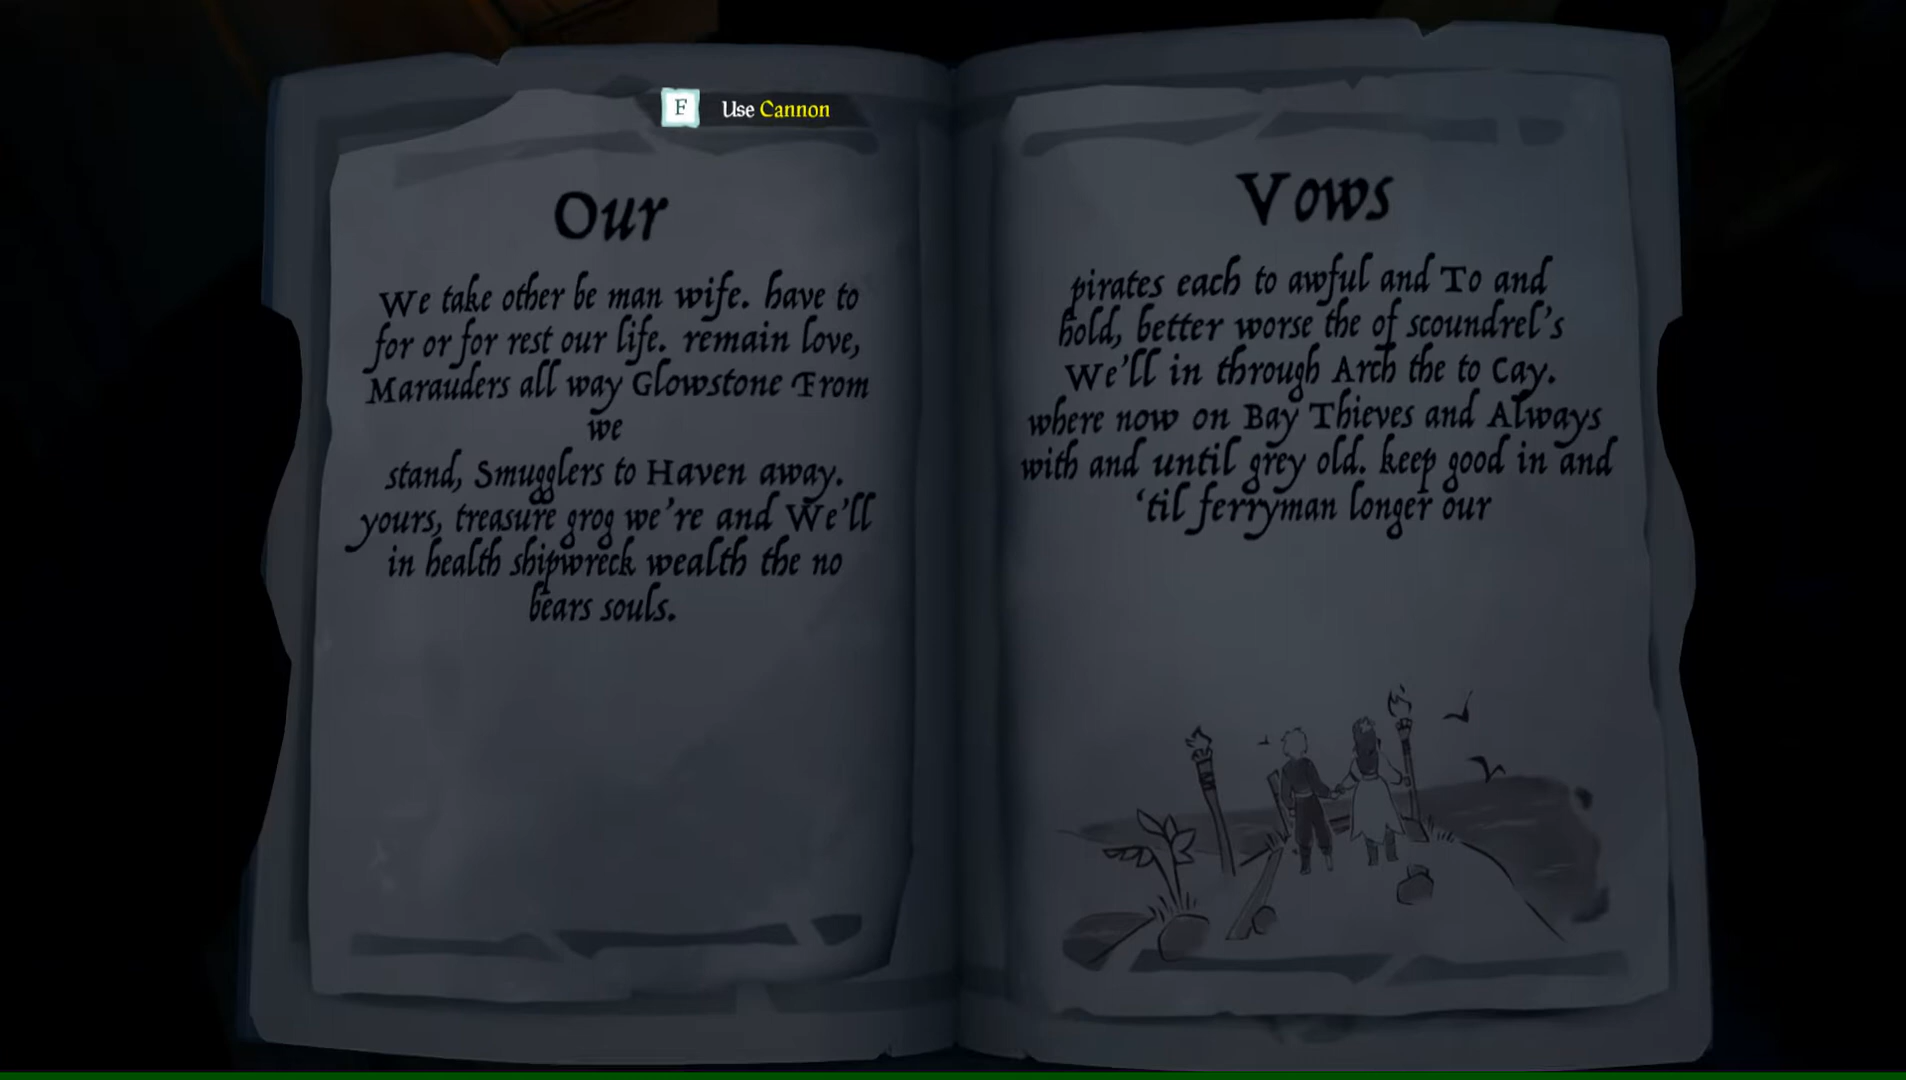 F Use Cannon
Our
We take other be man wife. have to
for or for rest our life. remain love,
Marauders all way Glowstone From
we
stand, Smugglers to Haven away.
yours, treasure grog we're and We'll
in health shipwreck wealth the no
bears souls.
Vows
pirates each to awful and To and
hold, better worse the of scoundrel's
We'll in through Arch the to Cay.
where now on Bay Thieves and Always
with and until grey old. keep good in and
'til ferryman longer our